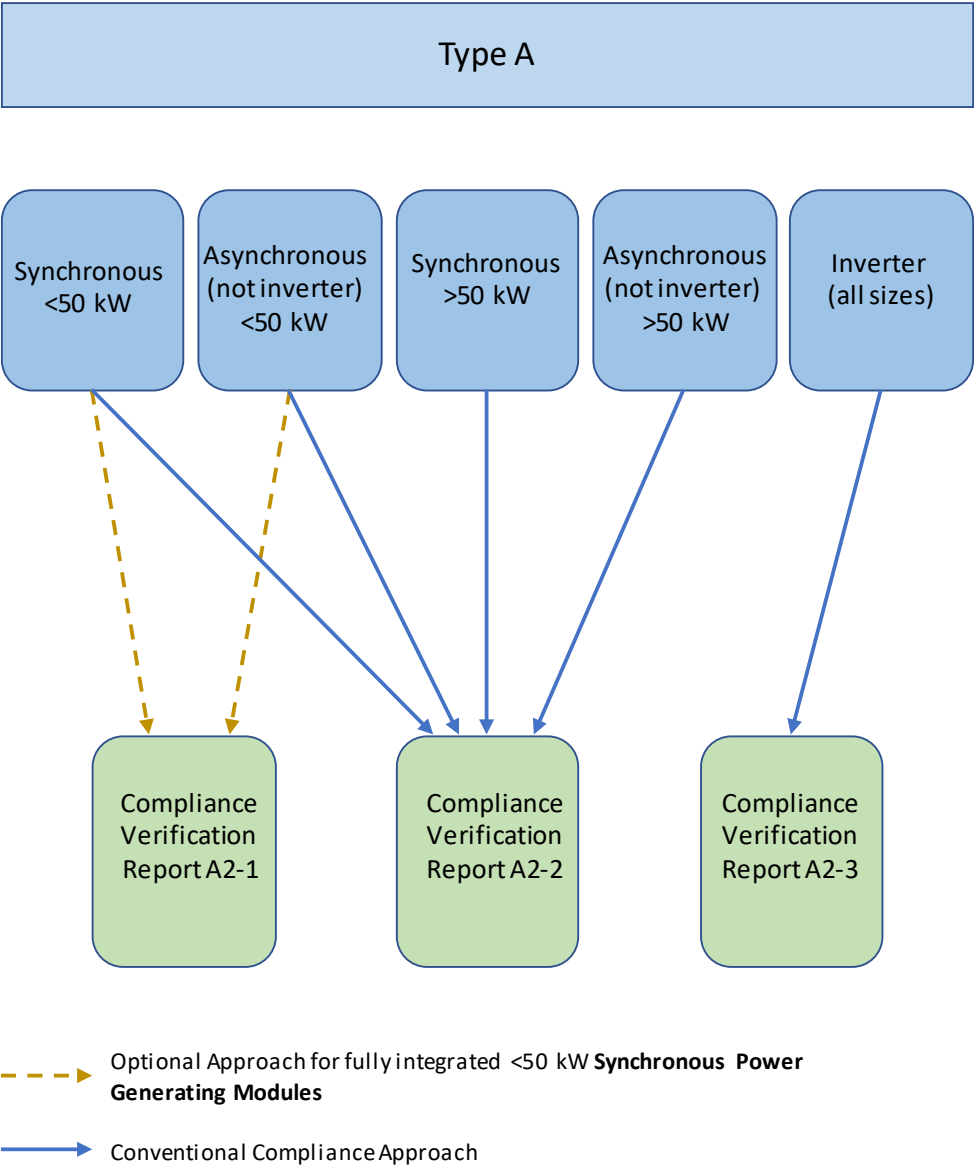 Type A
Synchronous
<50 kW
Asynchronous
(not inverter)
<50 kW
Synchronous
>50 kW
Asynchronous
(not inverter)
>50 kW
Inverter
(all sizes)
Compliance
Verification
Report A2-1
Compliance
Verification
Report A2-2
Compliance
Verification
Report A2-3
Optional Approach for fully integrated <50 kW Synchronous Power
Generating Modules
Conventional Compliance Approach